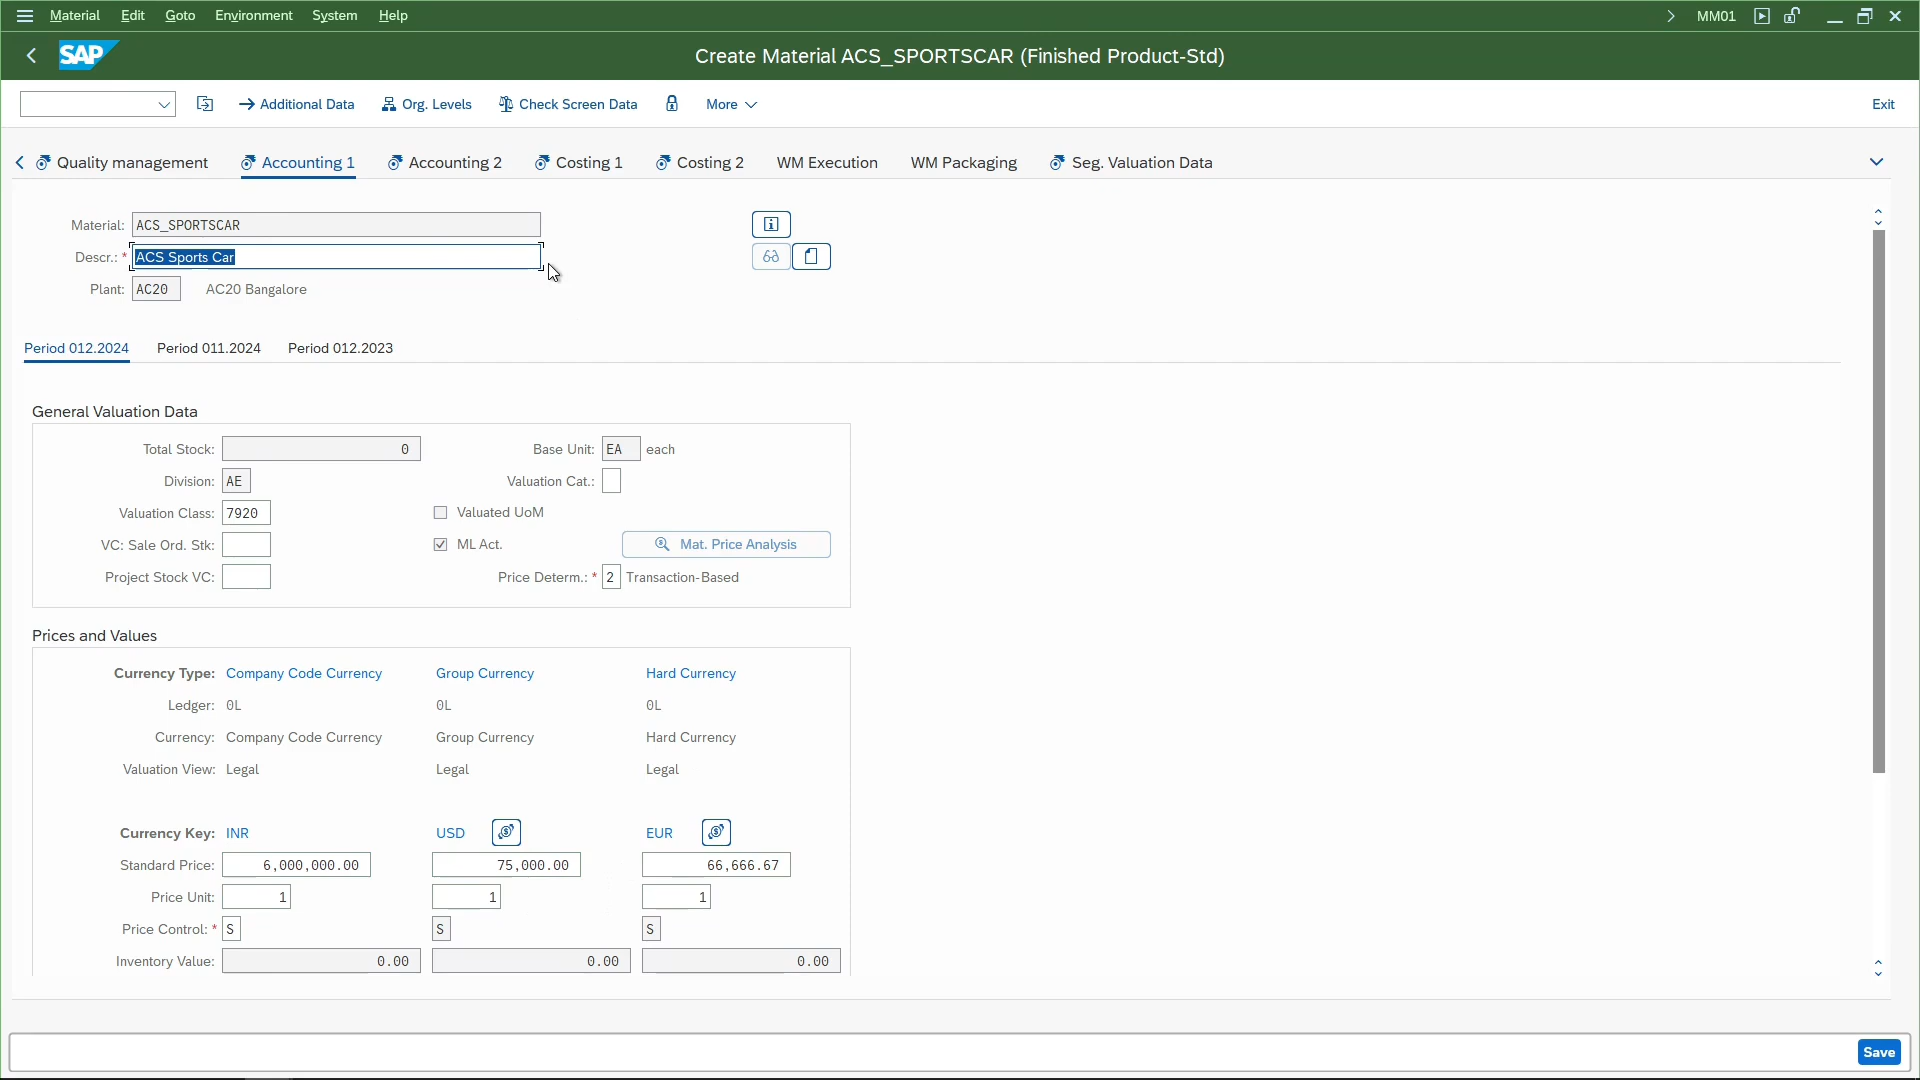 Material Edit Goto Environment System Help MM01
SAP Create Material ACS_SPORTSCAR (Finished Product-Std)
Additional Data Org. Levels Check Screen Data More Exit
Quality management Accounting 1 Accounting 2 Costing 1 Costing 2 WM Execution WM Packaging Seg. Valuation Data
Material: ACS_SPORTSCAR
Descr.: * ACS Sports Car
Plant: AC20 AC20 Bangalore
Period 012.2024 Period 011.2024 Period 012.2023
General Valuation Data
Total Stock: 0 Base Unit: EA each
Division: AE Valuation Cat.:
Valuation Class: 7920 Valuated UoM
VC: Sale Ord. Stk: ML Act. Mat. Price Analysis
Project Stock VC: Price Determ.: * 2 Transaction-Based
Prices and Values
Currency Type: Company Code Currency Group Currency Hard Currency
Ledger: 0L 0L 0L
Currency: Company Code Currency Group Currency Hard Currency
Valuation View: Legal Legal Legal
Currency Key: INR USD EUR
Standard Price: 6,000,000.00 75,000.00 66,666.67
Price Unit: 1 1 1
Price Control: * S S S
Inventory Value: 0.00 0.00 0.00
Save